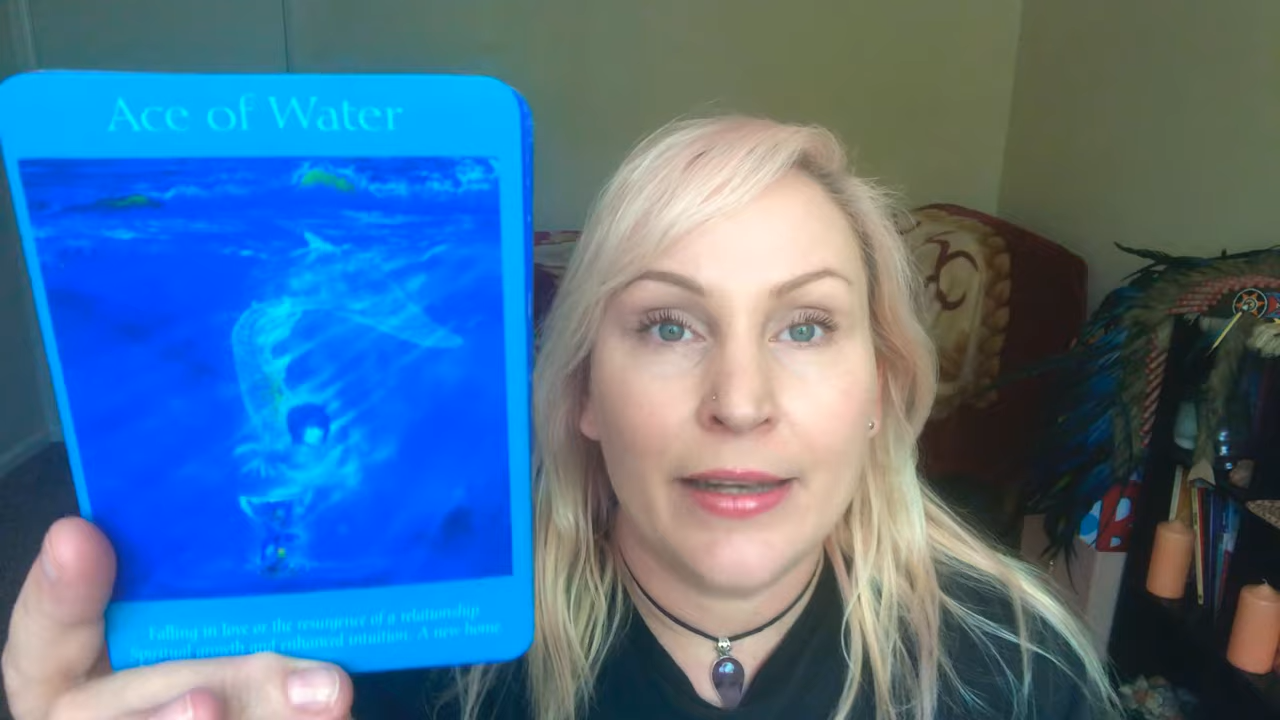 Ace of Water
Falling in love or the resurgence of a relationship
Spiritual growth and enhanced intuition. A new home